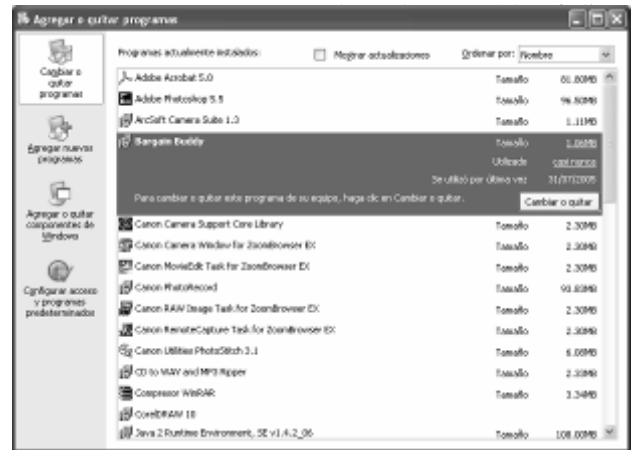 Agregar o quitar programas
Cambiar o
quitar
programas
Programas actualmente instalados:
Mostrar actualizaciones
Ordenar por: Nombre
Adobe Acrobat 5.0 Tamaño 61.80MB
Adobe Photoshop 5.5 Tamaño 96.50MB
ArcSoft Camera Suite 1.3 Tamaño 1.11MB
Bargain Buddy Tamaño 1.06MB
Utilizado casi nunca
Se utilizó por última vez 31/07/2005
Para cambiar o quitar este programa de su equipo, haga clic en Cambiar o quitar.
Cambiar o quitar
Agregar nuevos
programas
Agregar o quitar
componentes de
Windows
Configurar acceso
y programas
predeterminados
Canon Camera Support Core Library Tamaño 2.30MB
Canon Camera Window for ZoomBrowser EX Tamaño 2.30MB
Canon MovieEdit Task for ZoomBrowser EX Tamaño 2.30MB
Canon PhotoRecord Tamaño 93.83MB
Canon RAW Image Task for ZoomBrowser EX Tamaño 2.30MB
Canon RemoteCapture Task for ZoomBrowser EX Tamaño 2.30MB
Canon Utilities PhotoStitch 3.1 Tamaño 6.08MB
CD to WAV and MP3 Ripper Tamaño 2.33MB
Compresor WinRAR Tamaño 3.34MB
CorelDRAW 10
Java 2 Runtime Environment, SE v1.4.2_06 Tamaño 108.00MB